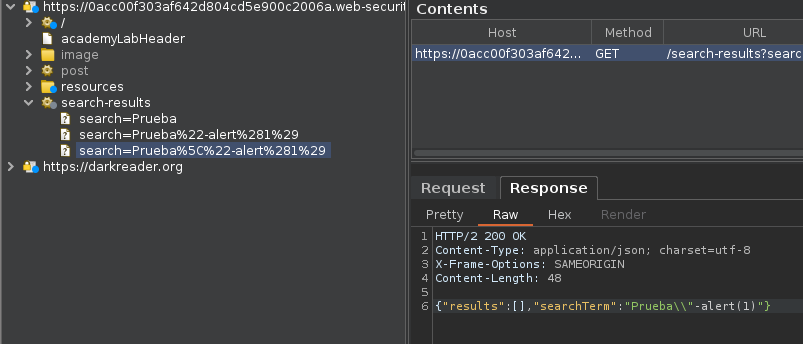 https://0acc00f303af642d804cd5e900c2006a.web-securit
/
academyLabHeader
image
post
resources
search-results
search=Prueba
search=Prueba%22-alert%281%29
search=Prueba%5C%22-alert%281%29
https://darkreader.org
Contents
Host Method URL
https://0acc00f303af642... GET /search-results?searc
Request Response
Pretty Raw Hex Render
1 HTTP/2 200 OK
2 Content-Type: application/json; charset=utf-8
3 X-Frame-Options: SAMEORIGIN
4 Content-Length: 48
5
6 {"results":[],"searchTerm":"Prueba\\"-alert(1)"}